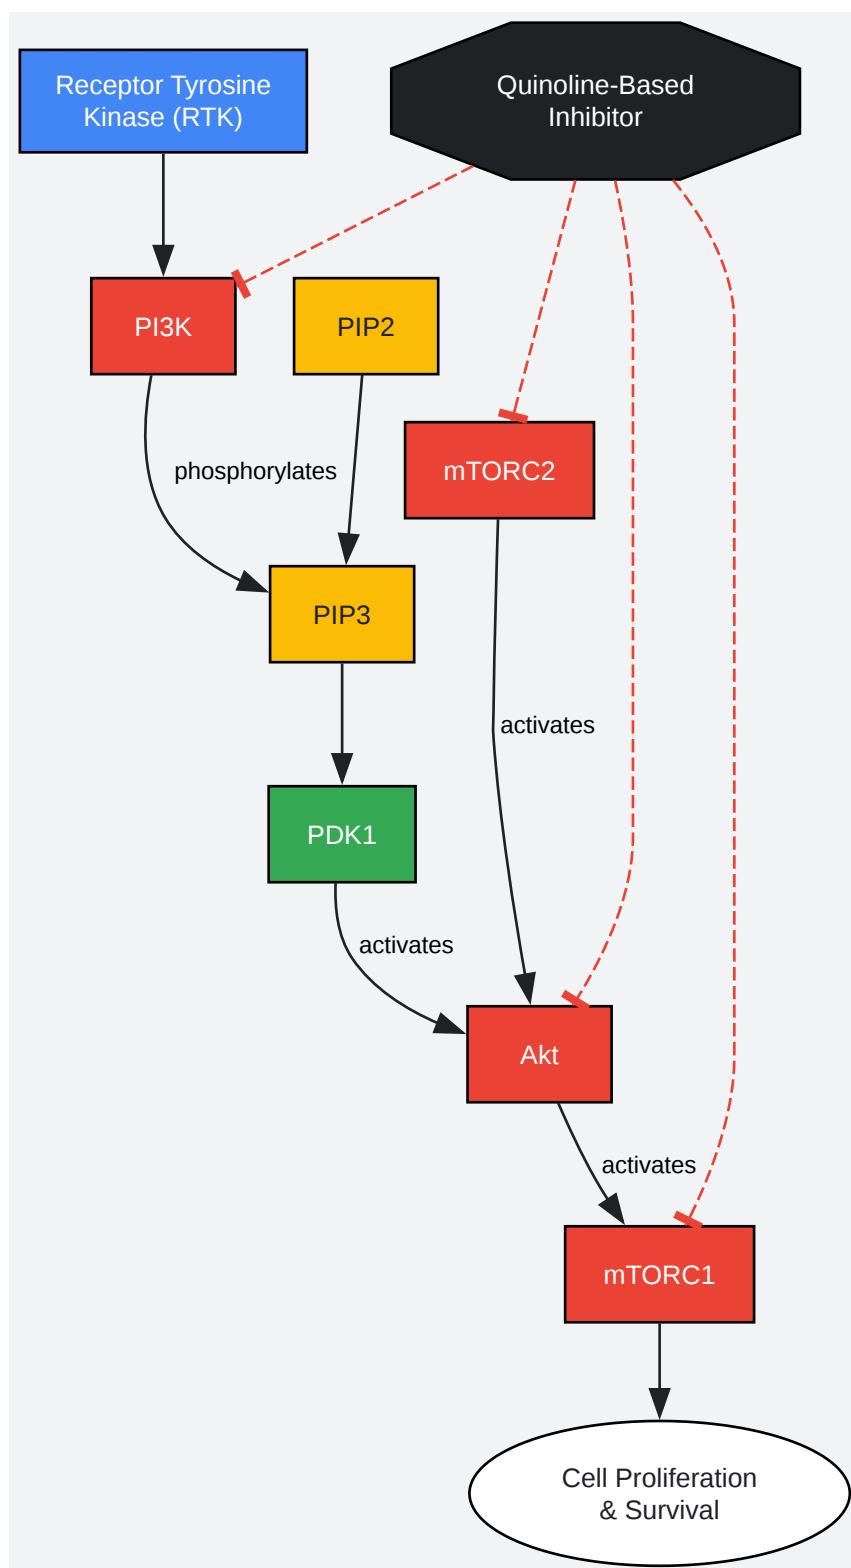 Receptor Tyrosine
Kinase (RTK)
Quinoline-Based
Inhibitor
PI3K
PIP2
mTORC2
phosphorylates
PIP3
activates
PDK1
activates
Akt
activates
mTORC1
Cell Proliferation
& Survival